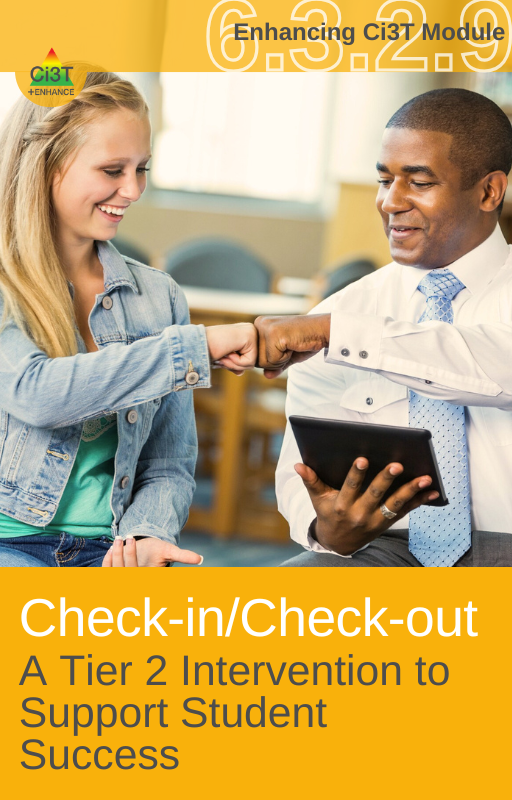 6.3.2.9
Enhancing Ci3T Module
Ci3T
+ENHANCE
Check-in/Check-out
A Tier 2 Intervention to
Support Student
Success